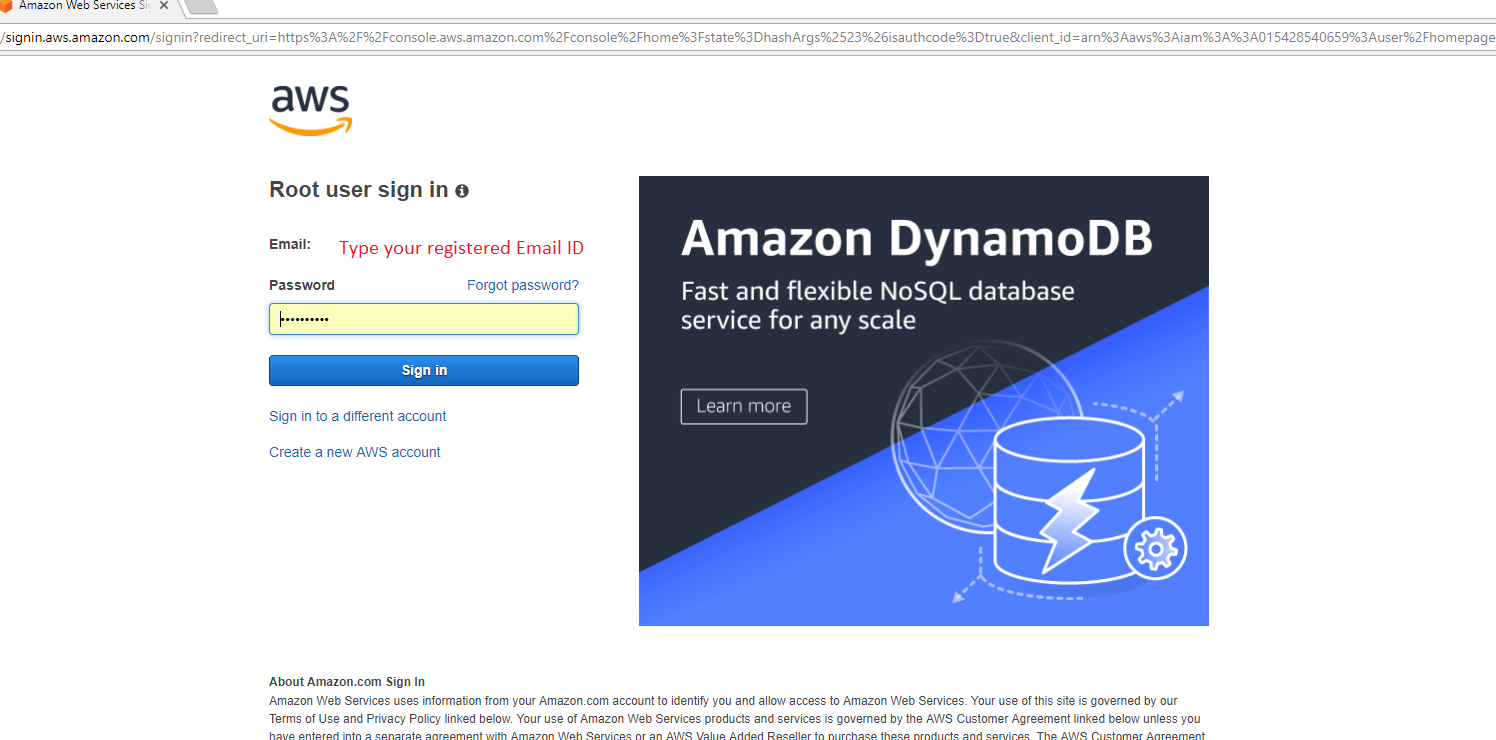 Amazon Web Services Si
/signin.aws.amazon.com/signin?redirect_uri=https%3A%2F%2Fconsole.aws.amazon.com%2Fconsole%2Fhome%3Fstate%3DhashArgs%2523%26isauthcode%3Dtrue&client_id=arn%3Aaws%3Aiam%3A%3A015428540659%3Auser%2Fhomepage
aws
Root user sign in
Email: Type your registered Email ID
Password Forgot password?
Sign in
Sign in to a different account
Create a new AWS account
Amazon DynamoDB
Fast and flexible NoSQL database
service for any scale
Learn more
About Amazon.com Sign In
Amazon Web Services uses information from your Amazon.com account to identify you and allow access to Amazon Web Services. Your use of this site is governed by our
Terms of Use and Privacy Policy linked below. Your use of Amazon Web Services products and services is governed by the AWS Customer Agreement linked below unless you
have entered into a separate agreement with Amazon Web Services or an AWS Value Added Reseller to purchase these products and services. The AWS Customer Agreement